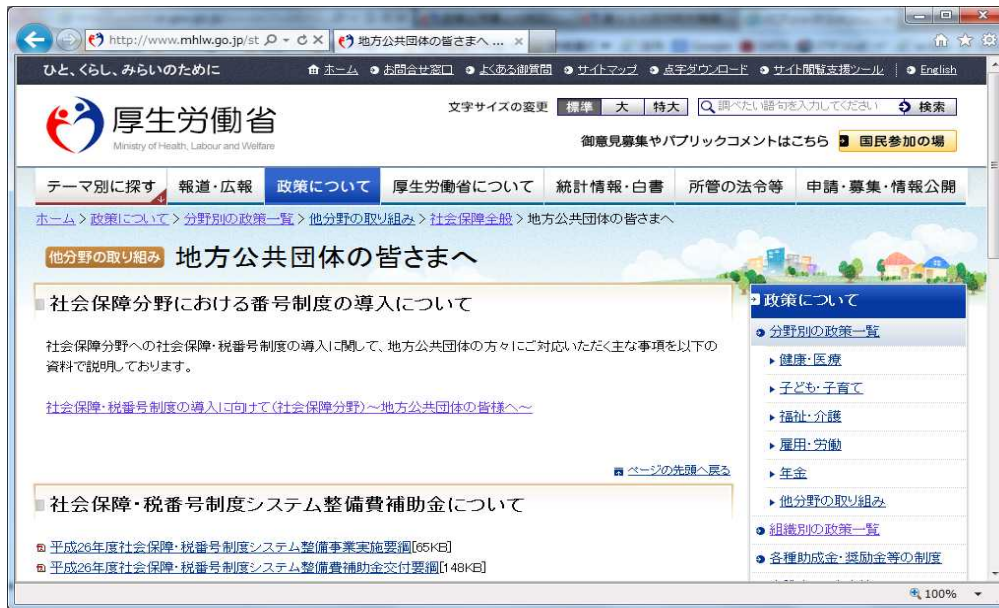 http://www.mhlw.go.jp/st
地方公共団体の皆さまへ ...
ひと、くらし、みらいのために
ホーム
お問合せ窓口
よくある御質問
サイトマップ
点字ダウンロード
サイト閲覧支援ツール
English
厚生労働省
Ministry of Health, Labour and Welfare
文字サイズの変更 標準 大 特大
調べたい語句を入力してください 検索
御意見募集やパブリックコメントはこちら 国民参加の場
テーマ別に探す 報道・広報 政策について 厚生労働省について 統計情報・白書 所管の法令等 申請・募集・情報公開
ホーム > 政策について > 分野別の政策一覧 > 他分野の取り組み > 社会保障全般 > 地方公共団体の皆さまへ
他分野の取り組み 地方公共団体の皆さまへ
社会保障分野における番号制度の導入について
社会保障分野への社会保障・税番号制度の導入に関して、地方公共団体の方々にご対応いただく主な事項を以下の
資料で説明しております。
社会保障・税番号制度の導入に向けて(社会保障分野)~地方公共団体の皆様へ~
ページの先頭へ戻る
社会保障・税番号制度システム整備費補助金について
平成26年度社会保障・税番号制度システム整備事業実施要綱[65KB]
平成26年度社会保障・税番号制度システム整備費補助金交付要綱[148KB]
政策について
分野別の政策一覧
健康・医療
子ども・子育て
福祉・介護
雇用・労働
年金
他分野の取り組み
組織別の政策一覧
各種助成金・奨励金等の制度
100%